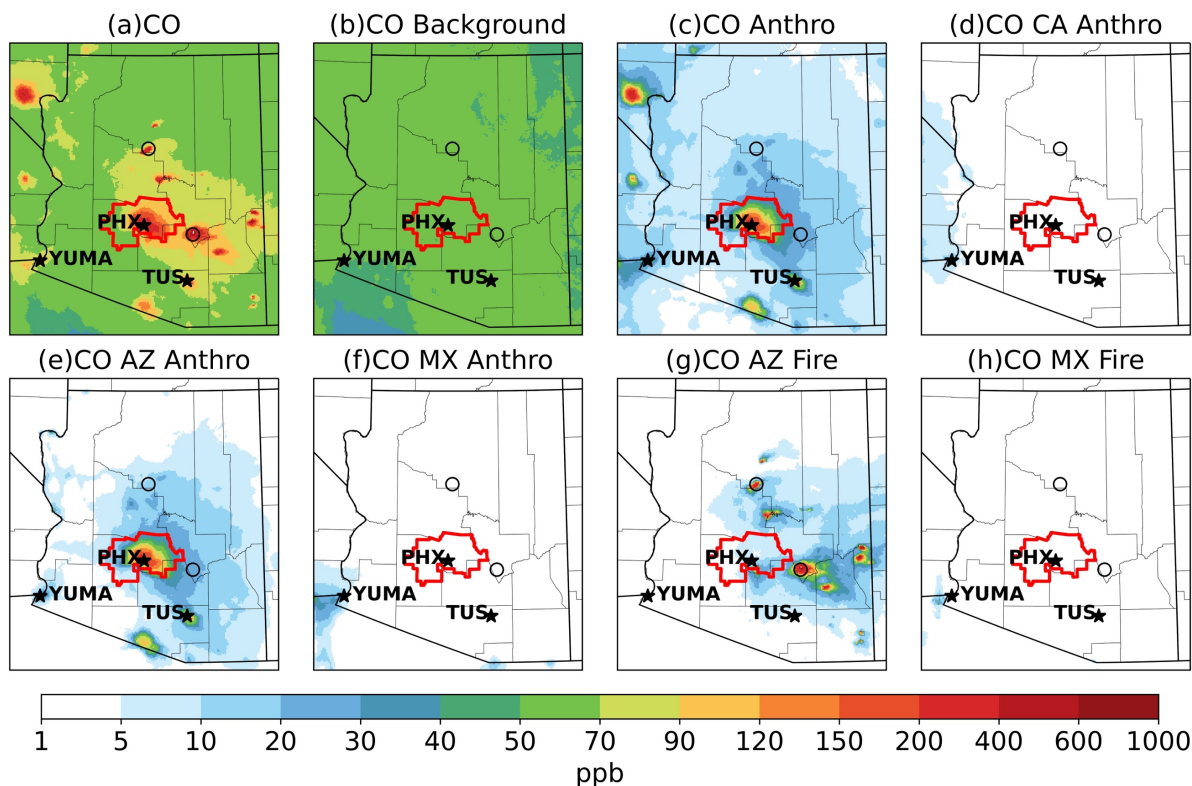 (a)CO
(b)CO Background
(c)CO Anthro
(d)CO CA Anthro
PHX
YUMA
TUS
PHX
YUMA
TUS
PHX
YUMA
TUS
PHX
YUMA
TUS
(e)CO AZ Anthro
(f)CO MX Anthro
(g)CO AZ Fire
(h)CO MX Fire
PHX
YUMA
TUS
PHX
YUMA
TUS
PHX
YUMA
TUS
PHX
YUMA
TUS
1 5 10 20 30 40 50 70 90 120 150 200 400 600 1000
ppb